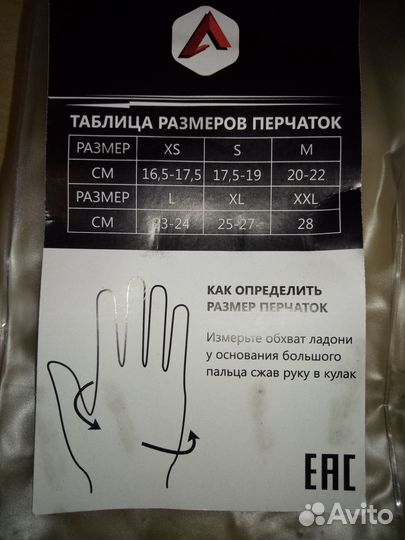 ТАБЛИЦА РАЗМЕРОВ ПЕРЧАТОК
РАЗМЕР XS S M
СМ 16,5-17,5 17,5-19 20-22
РАЗМЕР L XL XXL
СМ 23-24 25-27 28
КАК ОПРЕДЕЛИТЬ
РАЗМЕР ПЕРЧАТОК
Измерьте обхват ладони
у основания большого
пальца сжав руку в кулак
EAC
Avito